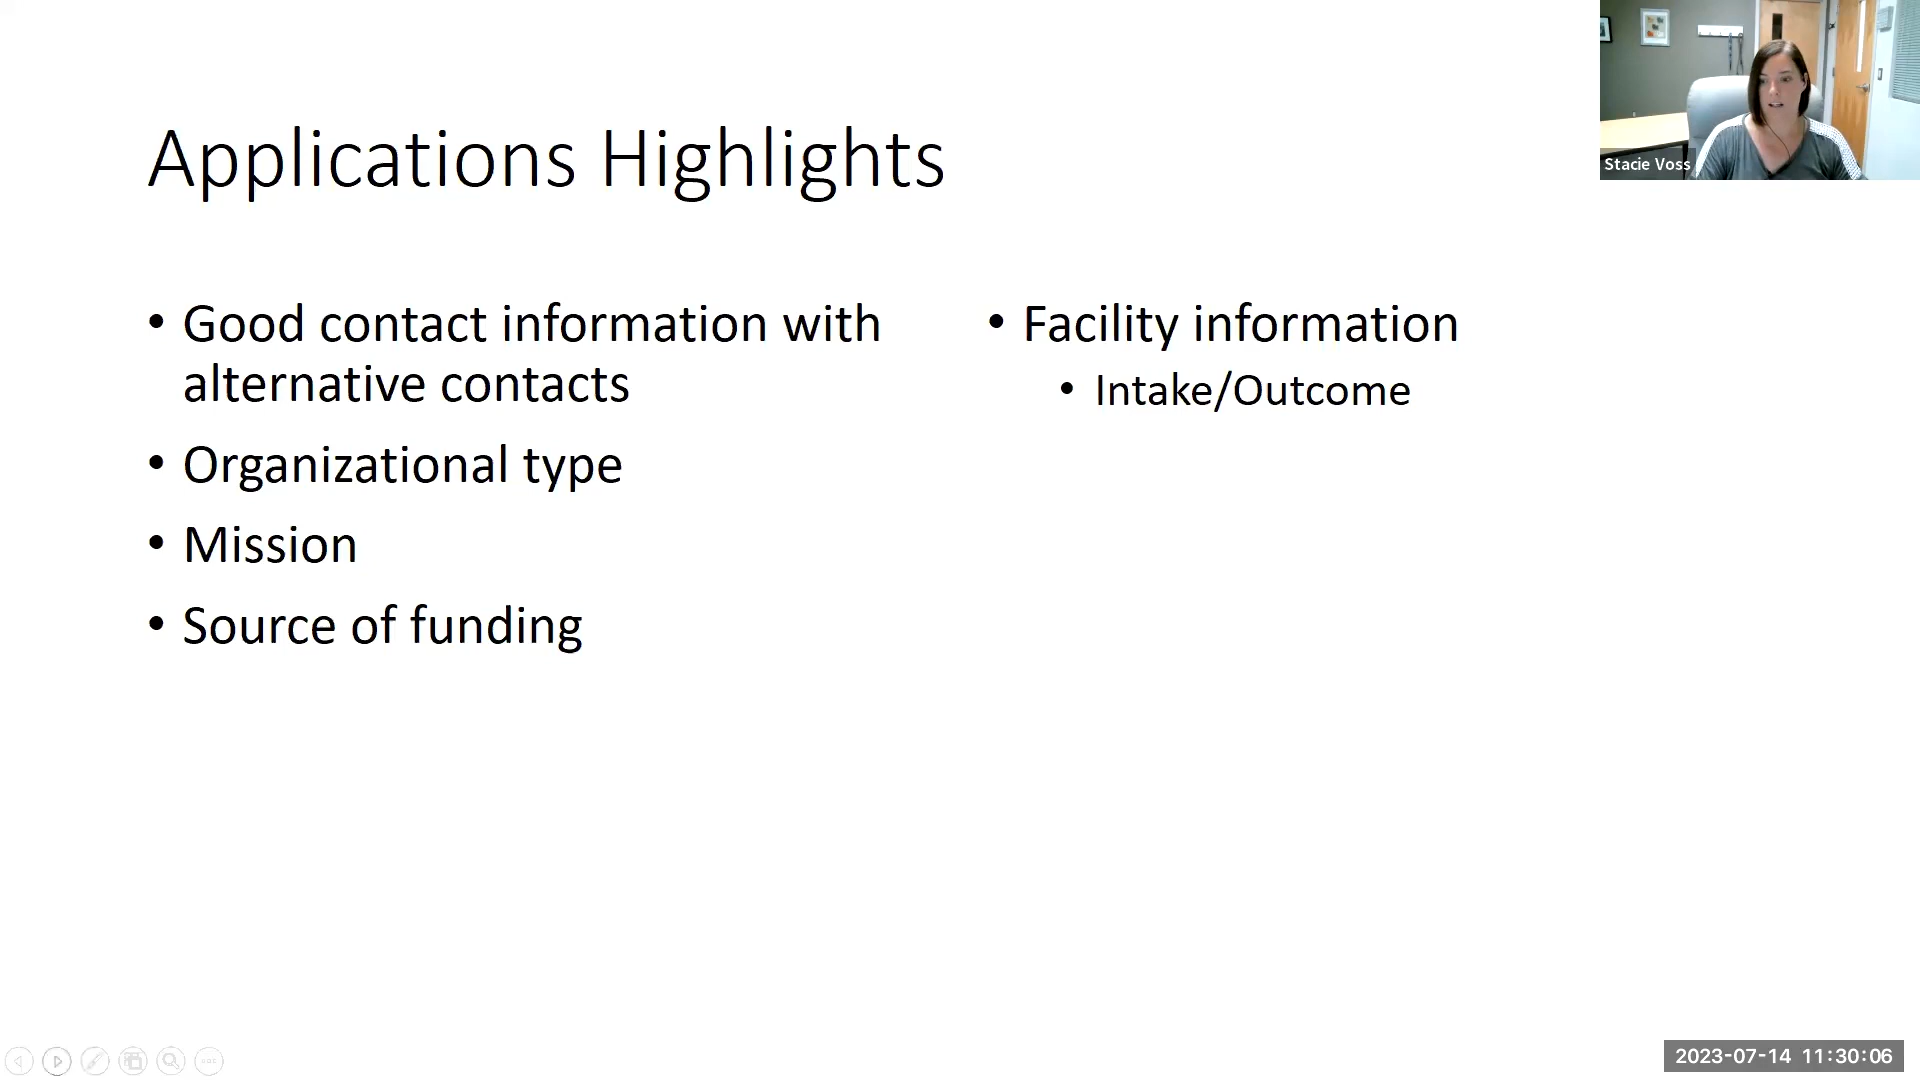 Applications Highlights
• Good contact information with
alternative contacts
• Organizational type
• Mission
• Source of funding
• Facility information
• Intake/Outcome
Stacie Voss
2023-07-14 11:30:06